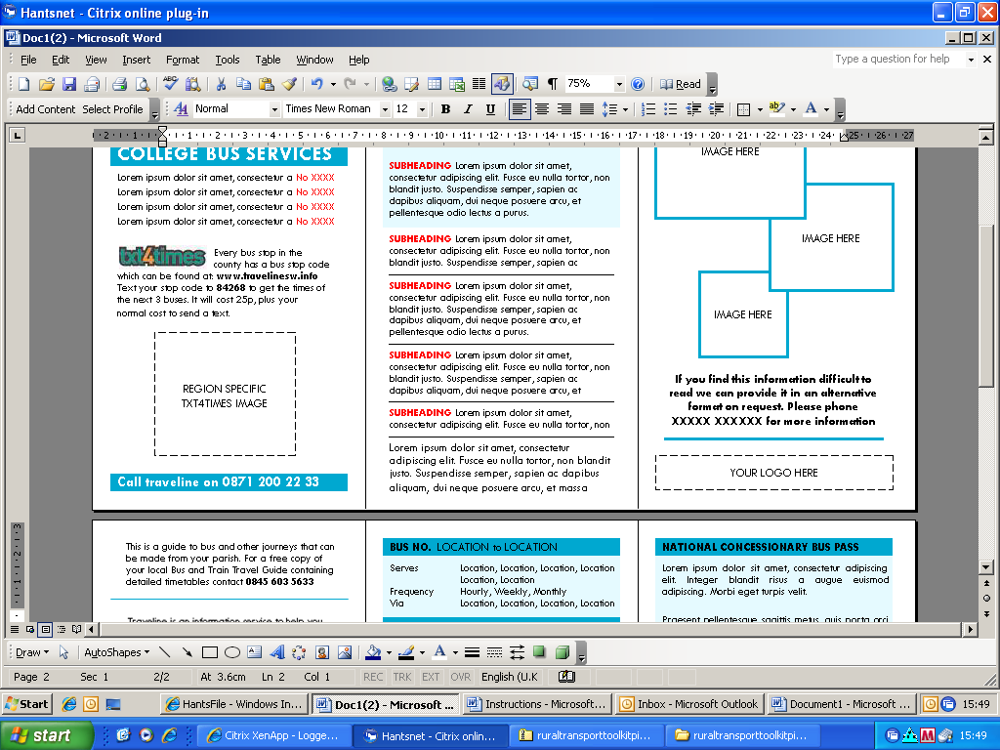 Hantsnet - Citrix online plug-in
Doc1(2) - Microsoft Word
File Edit View Insert Format Tools Table Window Help
Type a question for help
75%
Read
Add Content Select Profile
Normal
Times New Roman
12
B I U
COLLEGE BUS SERVICES
Lorem ipsum dolor sit amet, consectetur a No XXXX
Lorem ipsum dolor sit amet, consectetur a No XXXX
Lorem ipsum dolor sit amet, consectetur a No XXXX
Lorem ipsum dolor sit amet, consectetur a No XXXX
txt4times
Every bus stop in the
county has a bus stop code
which can be found at: www.travelinesw.info
Text your stop code to 84268 to get the times of
the next 3 buses. It will cost 25p, plus your
normal cost to send a text.
REGION SPECIFIC
TXT4TIMES IMAGE
Call traveline on 0871 200 22 33
SUBHEADING Lorem ipsum dolor sit amet,
consectetur adipiscing elit. Fusce eu nulla tortor, non
blandit justo. Suspendisse semper, sapien ac
dapibus aliquam, dui neque posuere arcu, et
pellentesque odio lectus a purus.
SUBHEADING Lorem ipsum dolor sit amet,
consectetur adipiscing elit. Fusce eu nulla tortor, non
blandit justo. Suspendisse semper, sapien ac
SUBHEADING Lorem ipsum dolor sit amet,
consectetur adipiscing elit. Fusce eu nulla tortor, non
blandit justo. Suspendisse semper, sapien ac
dapibus aliquam, dui neque posuere arcu, et
pellentesque odio lectus a purus.
SUBHEADING Lorem ipsum dolor sit amet,
consectetur adipiscing elit. Fusce eu nulla tortor, non
blandit justo. Suspendisse semper, sapien ac
dapibus aliquam, dui neque posuere arcu, et
SUBHEADING Lorem ipsum dolor sit amet,
consectetur adipiscing elit. Fusce eu nulla tortor, non
Lorem ipsum dolor sit amet, consectetur
adipiscing elit. Fusce eu nulla tortor, non blandit
justo. Suspendisse semper, sapien ac dapibus
aliquam, dui neque posuere arcu, et massa
IMAGE HERE
IMAGE HERE
IMAGE HERE
If you find this information difficult to
read we can provide it in an alternative
format on request. Please phone
XXXXX XXXXXX for more information
YOUR LOGO HERE
This is a guide to bus and other journeys that can
be made from your parish. For a free copy of
your local Bus and Train Travel Guide containing
detailed timetables contact 0845 603 5633
Traveline is an information service to help you
BUS NO. LOCATION to LOCATION
Serves Location, Location, Location, Location
Location, Location
Frequency Hourly, Weekly, Monthly
Via Location, Location, Location, Location
NATIONAL CONCESSIONARY BUS PASS
Lorem ipsum dolor sit amet, consectetur adipiscing
elit. Integer blandit risus a augue euismod
adipiscing. Morbi eget turpis velit.
Praesent pellentesque sagittis metus, quis porta orci
Draw AutoShapes
Page 2 Sec 1 2/2 At 3.6cm Ln 2 Col 1 REC TRK EXT OVR English (U.K
Start HantsFile - Windows In... Doc1(2) - Microsoft ... Instructions - Microsoft... Inbox - Microsoft Outlook Document1 - Microsoft ... 15:49
start Citrix XenApp - Logge... Hantsnet - Citrix onlin... ruraltransporttoolkitpi... ruraltransporttoolkitpi... 15:49